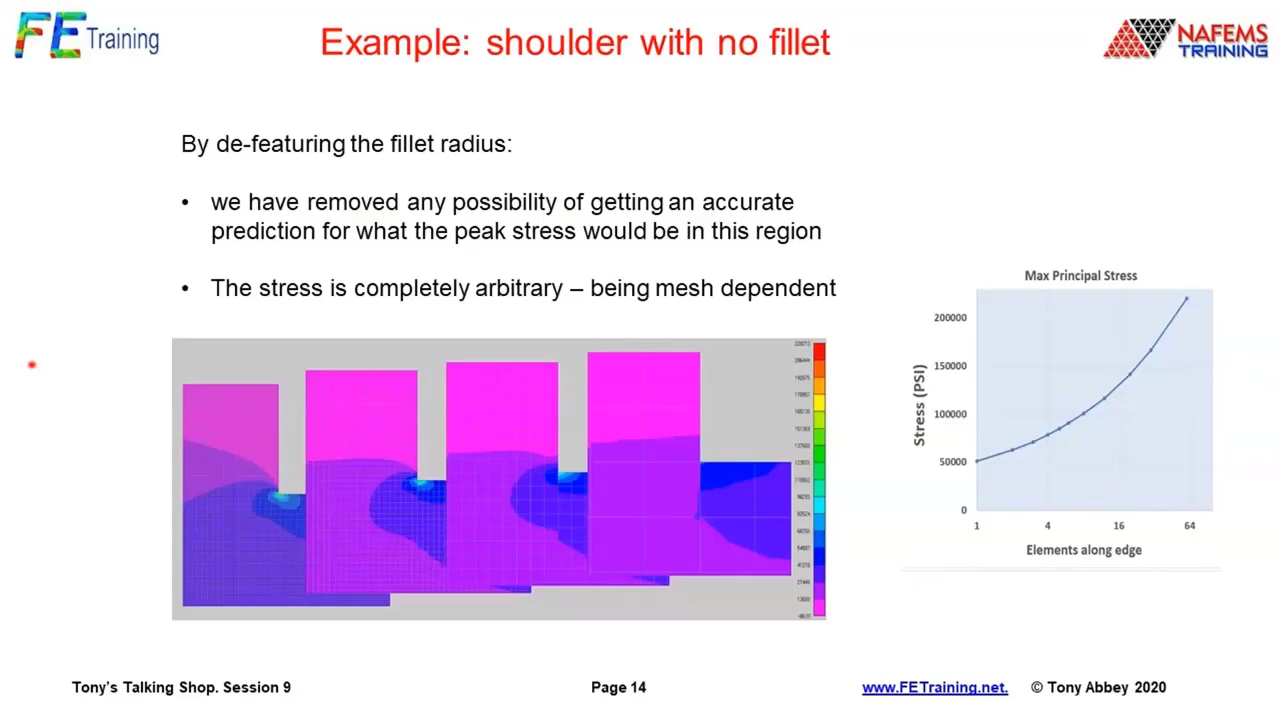 FE Training
Example: shoulder with no fillet
NAFEMS
TRAINING
By de-featuring the fillet radius:
• we have removed any possibility of getting an accurate
prediction for what the peak stress would be in this region
• The stress is completely arbitrary – being mesh dependent
Max Principal Stress
Stress (PSI)
200000
150000
100000
50000
0
1 4 16 64
Elements along edge
Tony's Talking Shop. Session 9 Page 14 www.FETraining.net. © Tony Abbey 2020